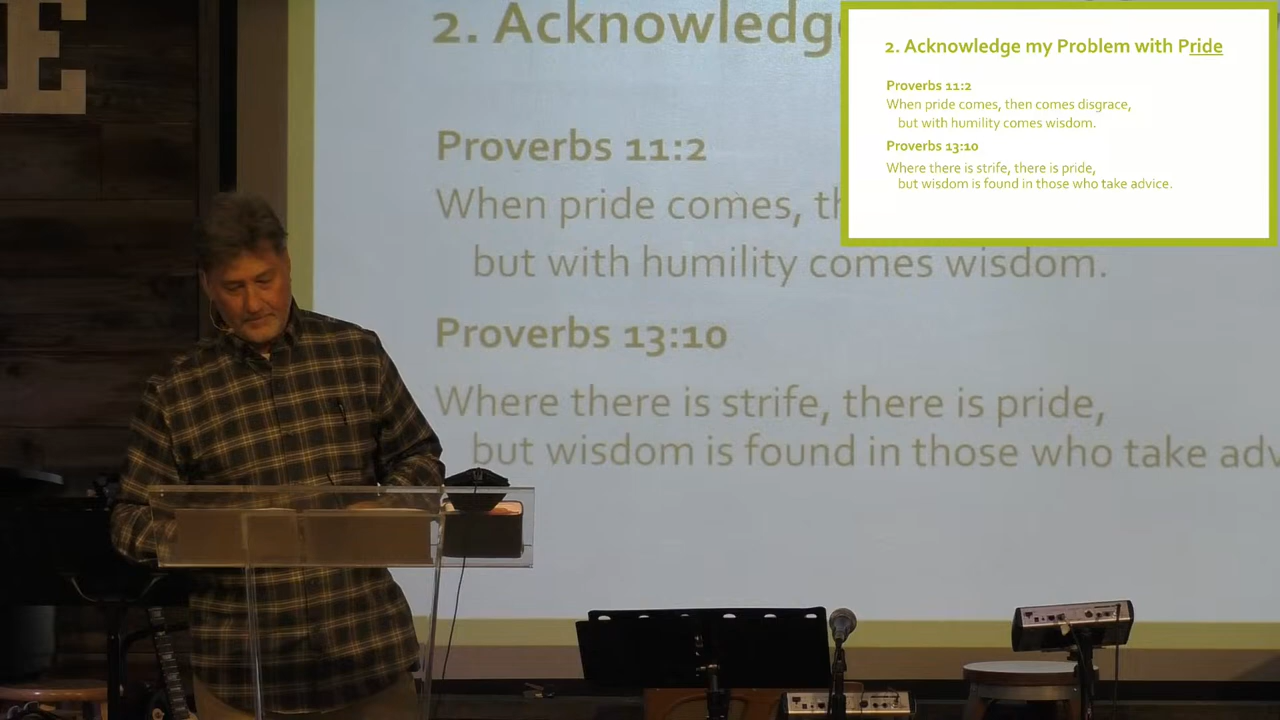 E
2. Acknowledge
Proverbs 11:2
When pride comes, th
but with humility comes wisdom.
Proverbs 13:10
Where there is strife, there is pride,
but wisdom is found in those who take adv
2. Acknowledge my Problem with Pride
Proverbs 11:2
When pride comes, then comes disgrace,
but with humility comes wisdom.
Proverbs 13:10
Where there is strife, there is pride,
but wisdom is found in those who take advice.